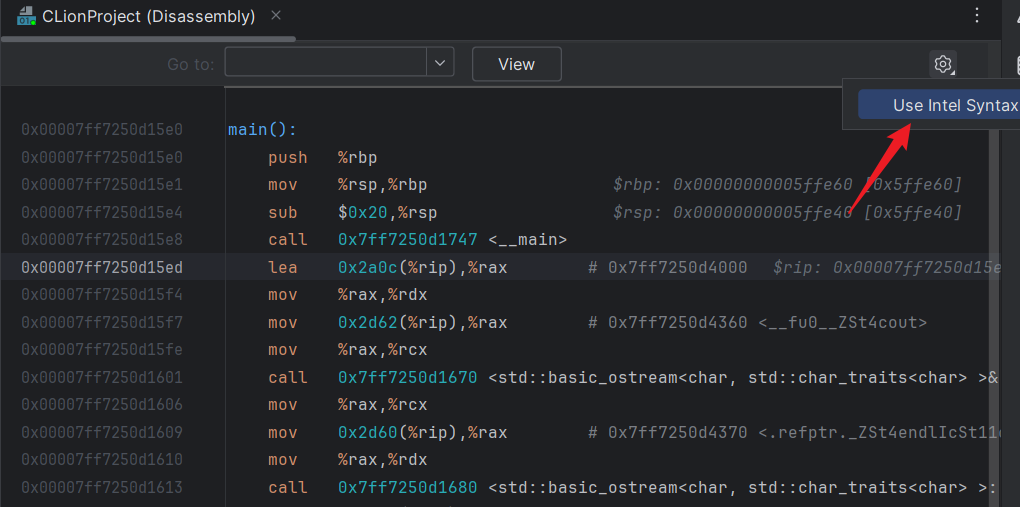 CLionProject (Disassembly)
Go to:
View
Use Intel Syntax
0x00007ff7250d15e0 main():
0x00007ff7250d15e0 push %rbp
0x00007ff7250d15e1 mov %rsp,%rbp $rbp: 0x00000000005ffe60 [0x5ffe60]
0x00007ff7250d15e4 sub $0x20,%rsp $rsp: 0x00000000005ffe40 [0x5ffe40]
0x00007ff7250d15e8 call 0x7ff7250d1747 <__main>
0x00007ff7250d15ed lea 0x2a0c(%rip),%rax # 0x7ff7250d4000 $rip: 0x00007ff7250d15e
0x00007ff7250d15f4 mov %rax,%rdx
0x00007ff7250d15f7 mov 0x2d62(%rip),%rax # 0x7ff7250d4360 <__fu0__ZSt4cout>
0x00007ff7250d15fe mov %rax,%rcx
0x00007ff7250d1601 call 0x7ff7250d1670 <std::basic_ostream<char, std::char_traits<char> >&
0x00007ff7250d1606 mov %rax,%rcx
0x00007ff7250d1609 mov 0x2d60(%rip),%rax # 0x7ff7250d4370 <.refptr._ZSt4endlIcSt11c
0x00007ff7250d1610 mov %rax,%rdx
0x00007ff7250d1613 call 0x7ff7250d1680 <std::basic_ostream<char, std::char_traits<char> >: